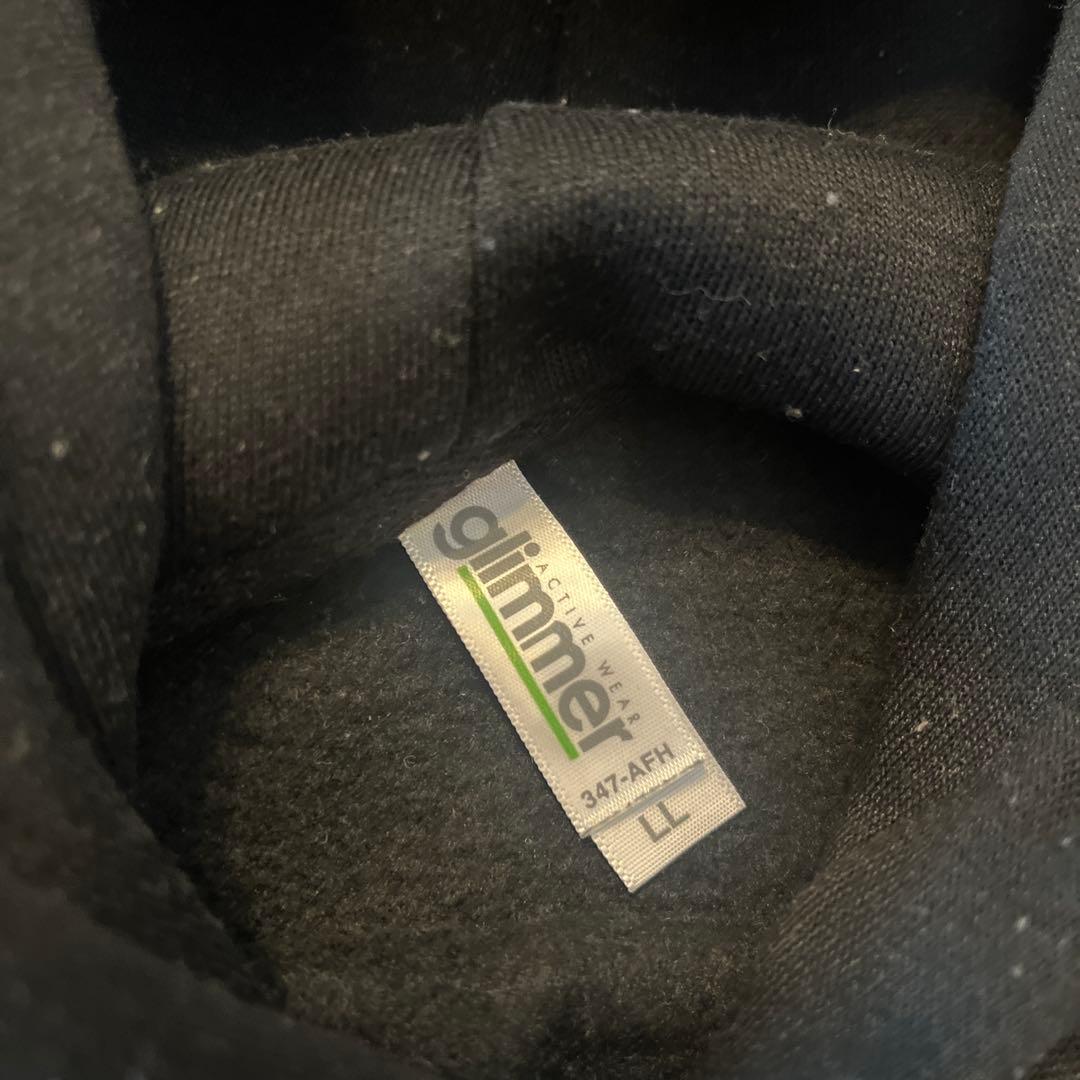 glimmer
ACTIVE WEAR
347-AFH
LL